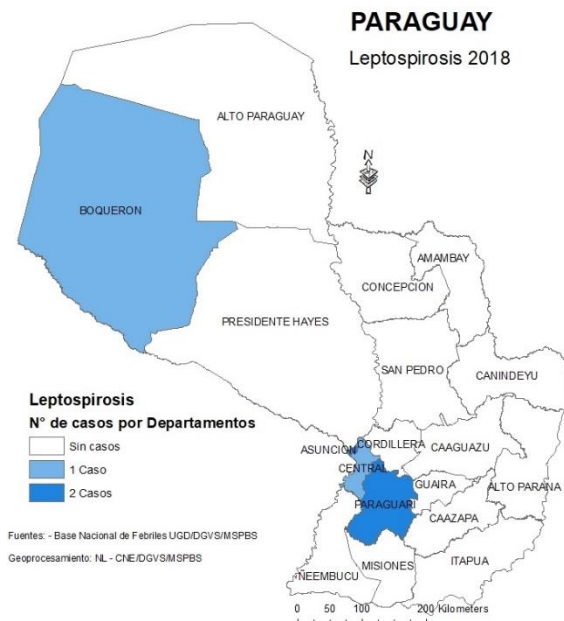 PARAGUAY
Leptospirosis 2018
ALTO PARAGUAY
N
BOQUERON
AMAMBAY
CONCEPCION
PRESIDENTE HAYES
SAN PEDRO
CANINDEYU
Leptospirosis
N° de casos por Departamentos
Sin casos
1 Caso
2 Casos
ASUNCION
CORDILLERA
CAAGUAZU
CENTRAL
GUAIRA
ALTO PARANA
PARAGUARI
CAAZAPA
ITAPUA
MISIONES
ÑEEMBUCU
Fuentes: - Base Nacional de Febriles UGD/DGVS/MSPBS
Geoprocesamiento: NL - CNE/DGVS/MSPBS
0 50 100 200 Kilometers